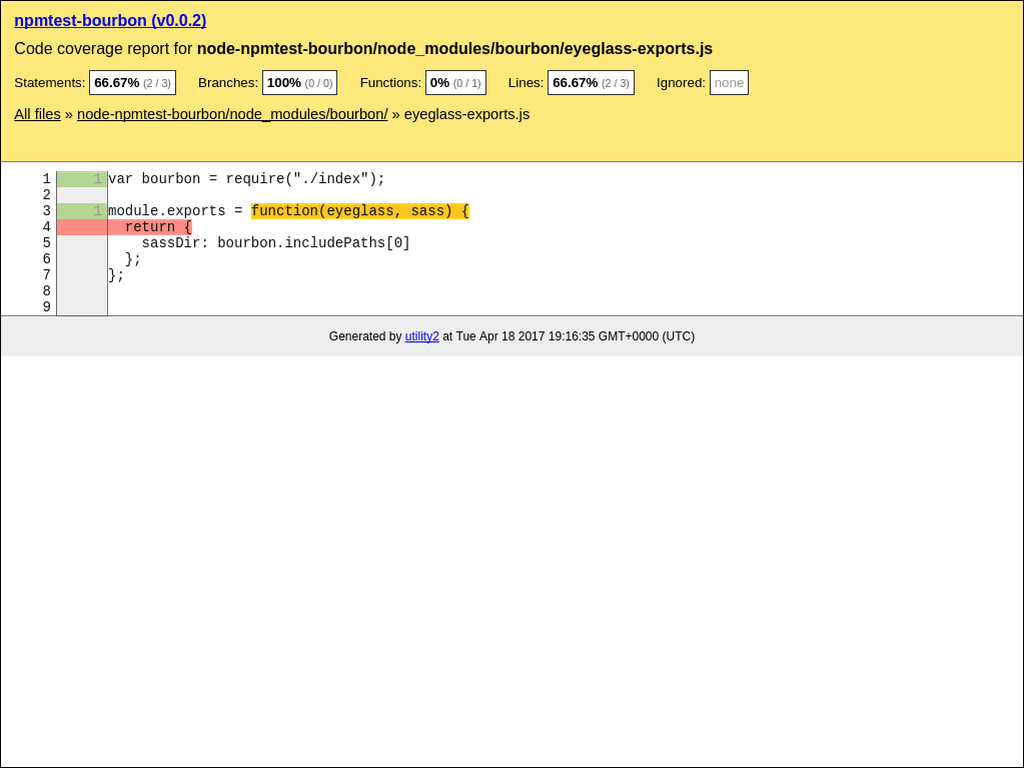 npmtest-bourbon (v0.0.2)
Code coverage report for node-npmtest-bourbon/node_modules/bourbon/eyeglass-exports.js
Statements: 66.67% (2 / 3) Branches: 100% (0 / 0) Functions: 0% (0 / 1) Lines: 66.67% (2 / 3) Ignored: none
All files » node-npmtest-bourbon/node_modules/bourbon/ » eyeglass-exports.js
1 1 var bourbon = require("./index");
2
3 1 module.exports = function(eyeglass, sass) {
4   return {
5     sassDir: bourbon.includePaths[0]
6   };
7 };
8
9
Generated by utility2 at Tue Apr 18 2017 19:16:35 GMT+0000 (UTC)